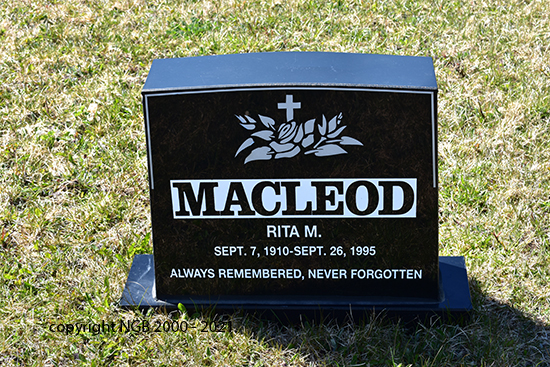 MACLEOD
RITA M.
SEPT. 7, 1910-SEPT. 26, 1995
ALWAYS REMEMBERED, NEVER FORGOTTEN
copyright NGB 2000 - 2021